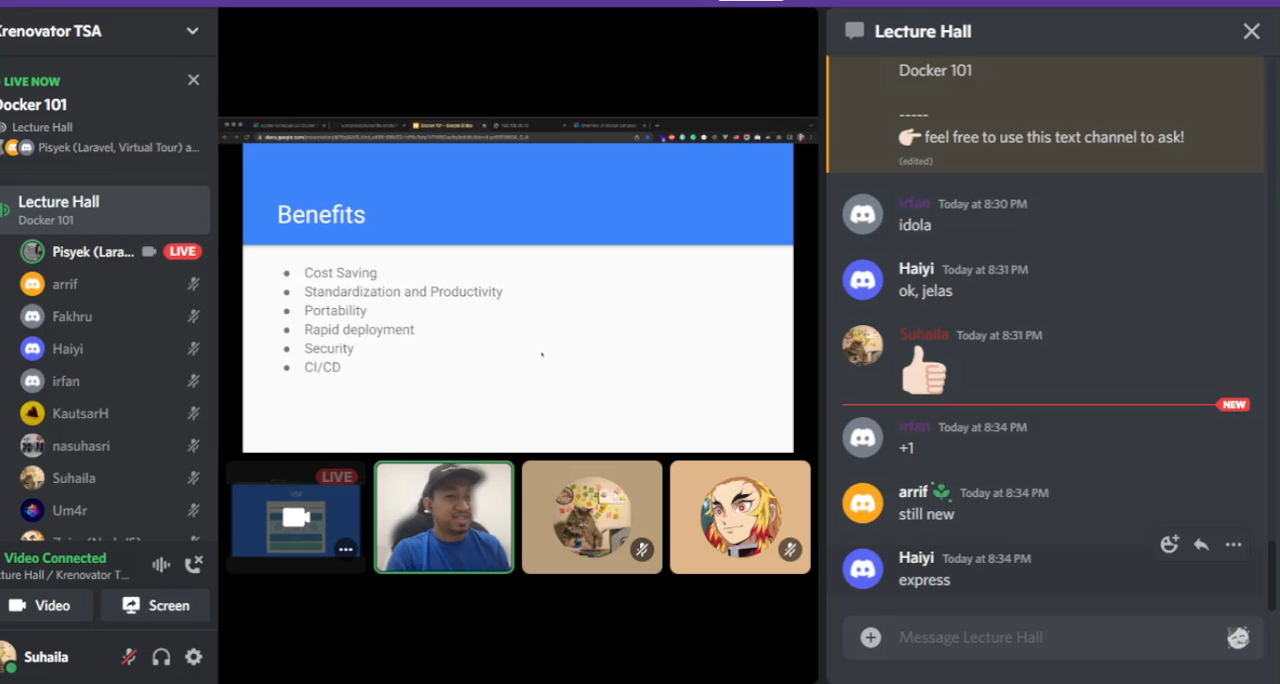 Krenovator TSA
LIVE NOW
Docker 101
Lecture Hall
Pisyek (Laravel, Virtual Tour) a...
Lecture Hall
Docker 101
Pisyek (Lara...
LIVE
arrif
Fakhru
Haiyi
irfan
KautsarH
nasuhasri
Suhaila
Um4r
Video Connected
cture Hall / Krenovator T...
Video
Screen
Suhaila
Benefits
Cost Saving
Standardization and Productivity
Portability
Rapid deployment
Security
CI/CD
LIVE
Lecture Hall
Docker 101
-----
feel free to use this text channel to ask!
(edited)
irfan Today at 8:30 PM
idola
Haiyi Today at 8:31 PM
ok, jelas
Suhaila Today at 8:31 PM
NEW
irfan Today at 8:34 PM
+1
arrif Today at 8:34 PM
still new
Haiyi Today at 8:34 PM
express
Message Lecture Hall